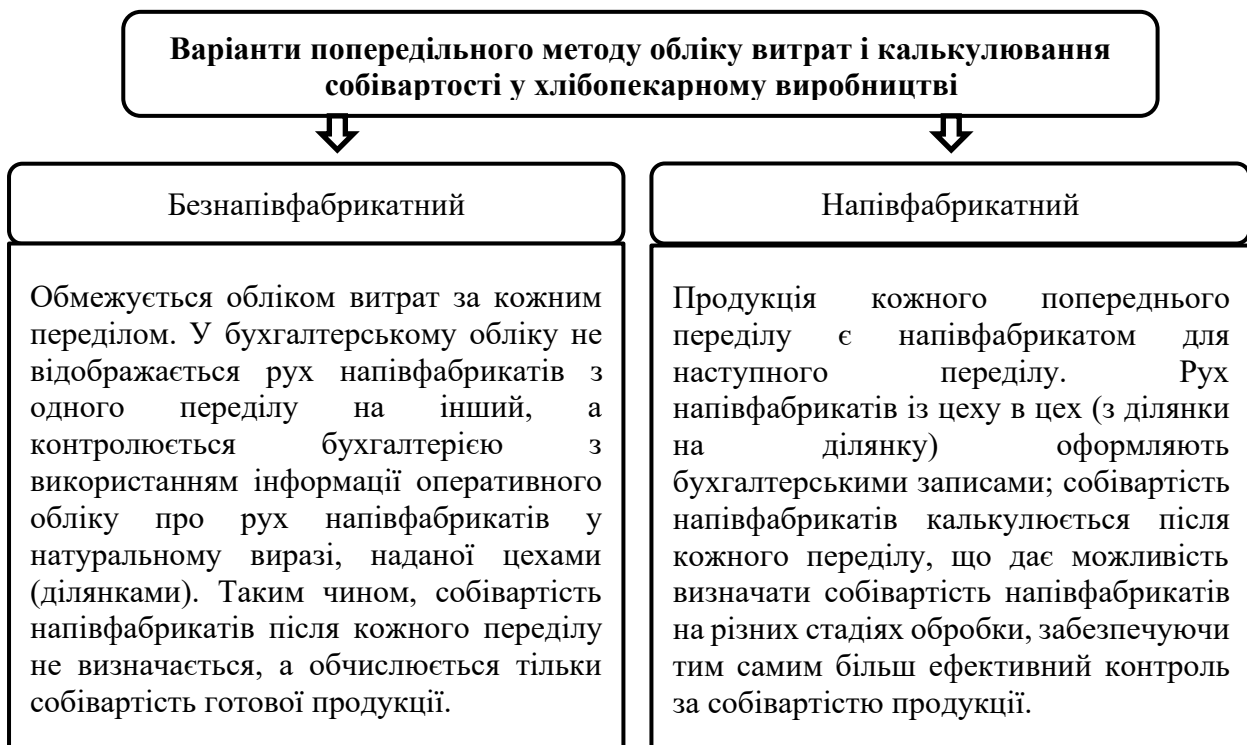 Варіанти попередільного методу обліку витрат і калькулювання
собівартості у хлібопекарному виробництві
Безнапівфабрикатний
Обмежується обліком витрат за кожним
переділом. У бухгалтерському обліку не
відображається рух напівфабрикатів з
одного переділу на інший, а
контролюється бухгалтерією з
використанням інформації оперативного
обліку про рух напівфабрикатів у
натуральному виразі, наданої цехами
(ділянками). Таким чином, собівартість
напівфабрикатів після кожного переділу
не визначається, а обчислюється тільки
собівартість готової продукції.
Напівфабрикатний
Продукція кожного попереднього
переділу є напівфабрикатом для
наступного переділу. Рух
напівфабрикатів із цеху в цех (з ділянки
на ділянку) оформляють
бухгалтерськими записами; собівартість
напівфабрикатів калькулюється після
кожного переділу, що дає можливість
визначати собівартість напівфабрикатів
на різних стадіях обробки, забезпечуючи
тим самим більш ефективний контроль
за собівартістю продукції.